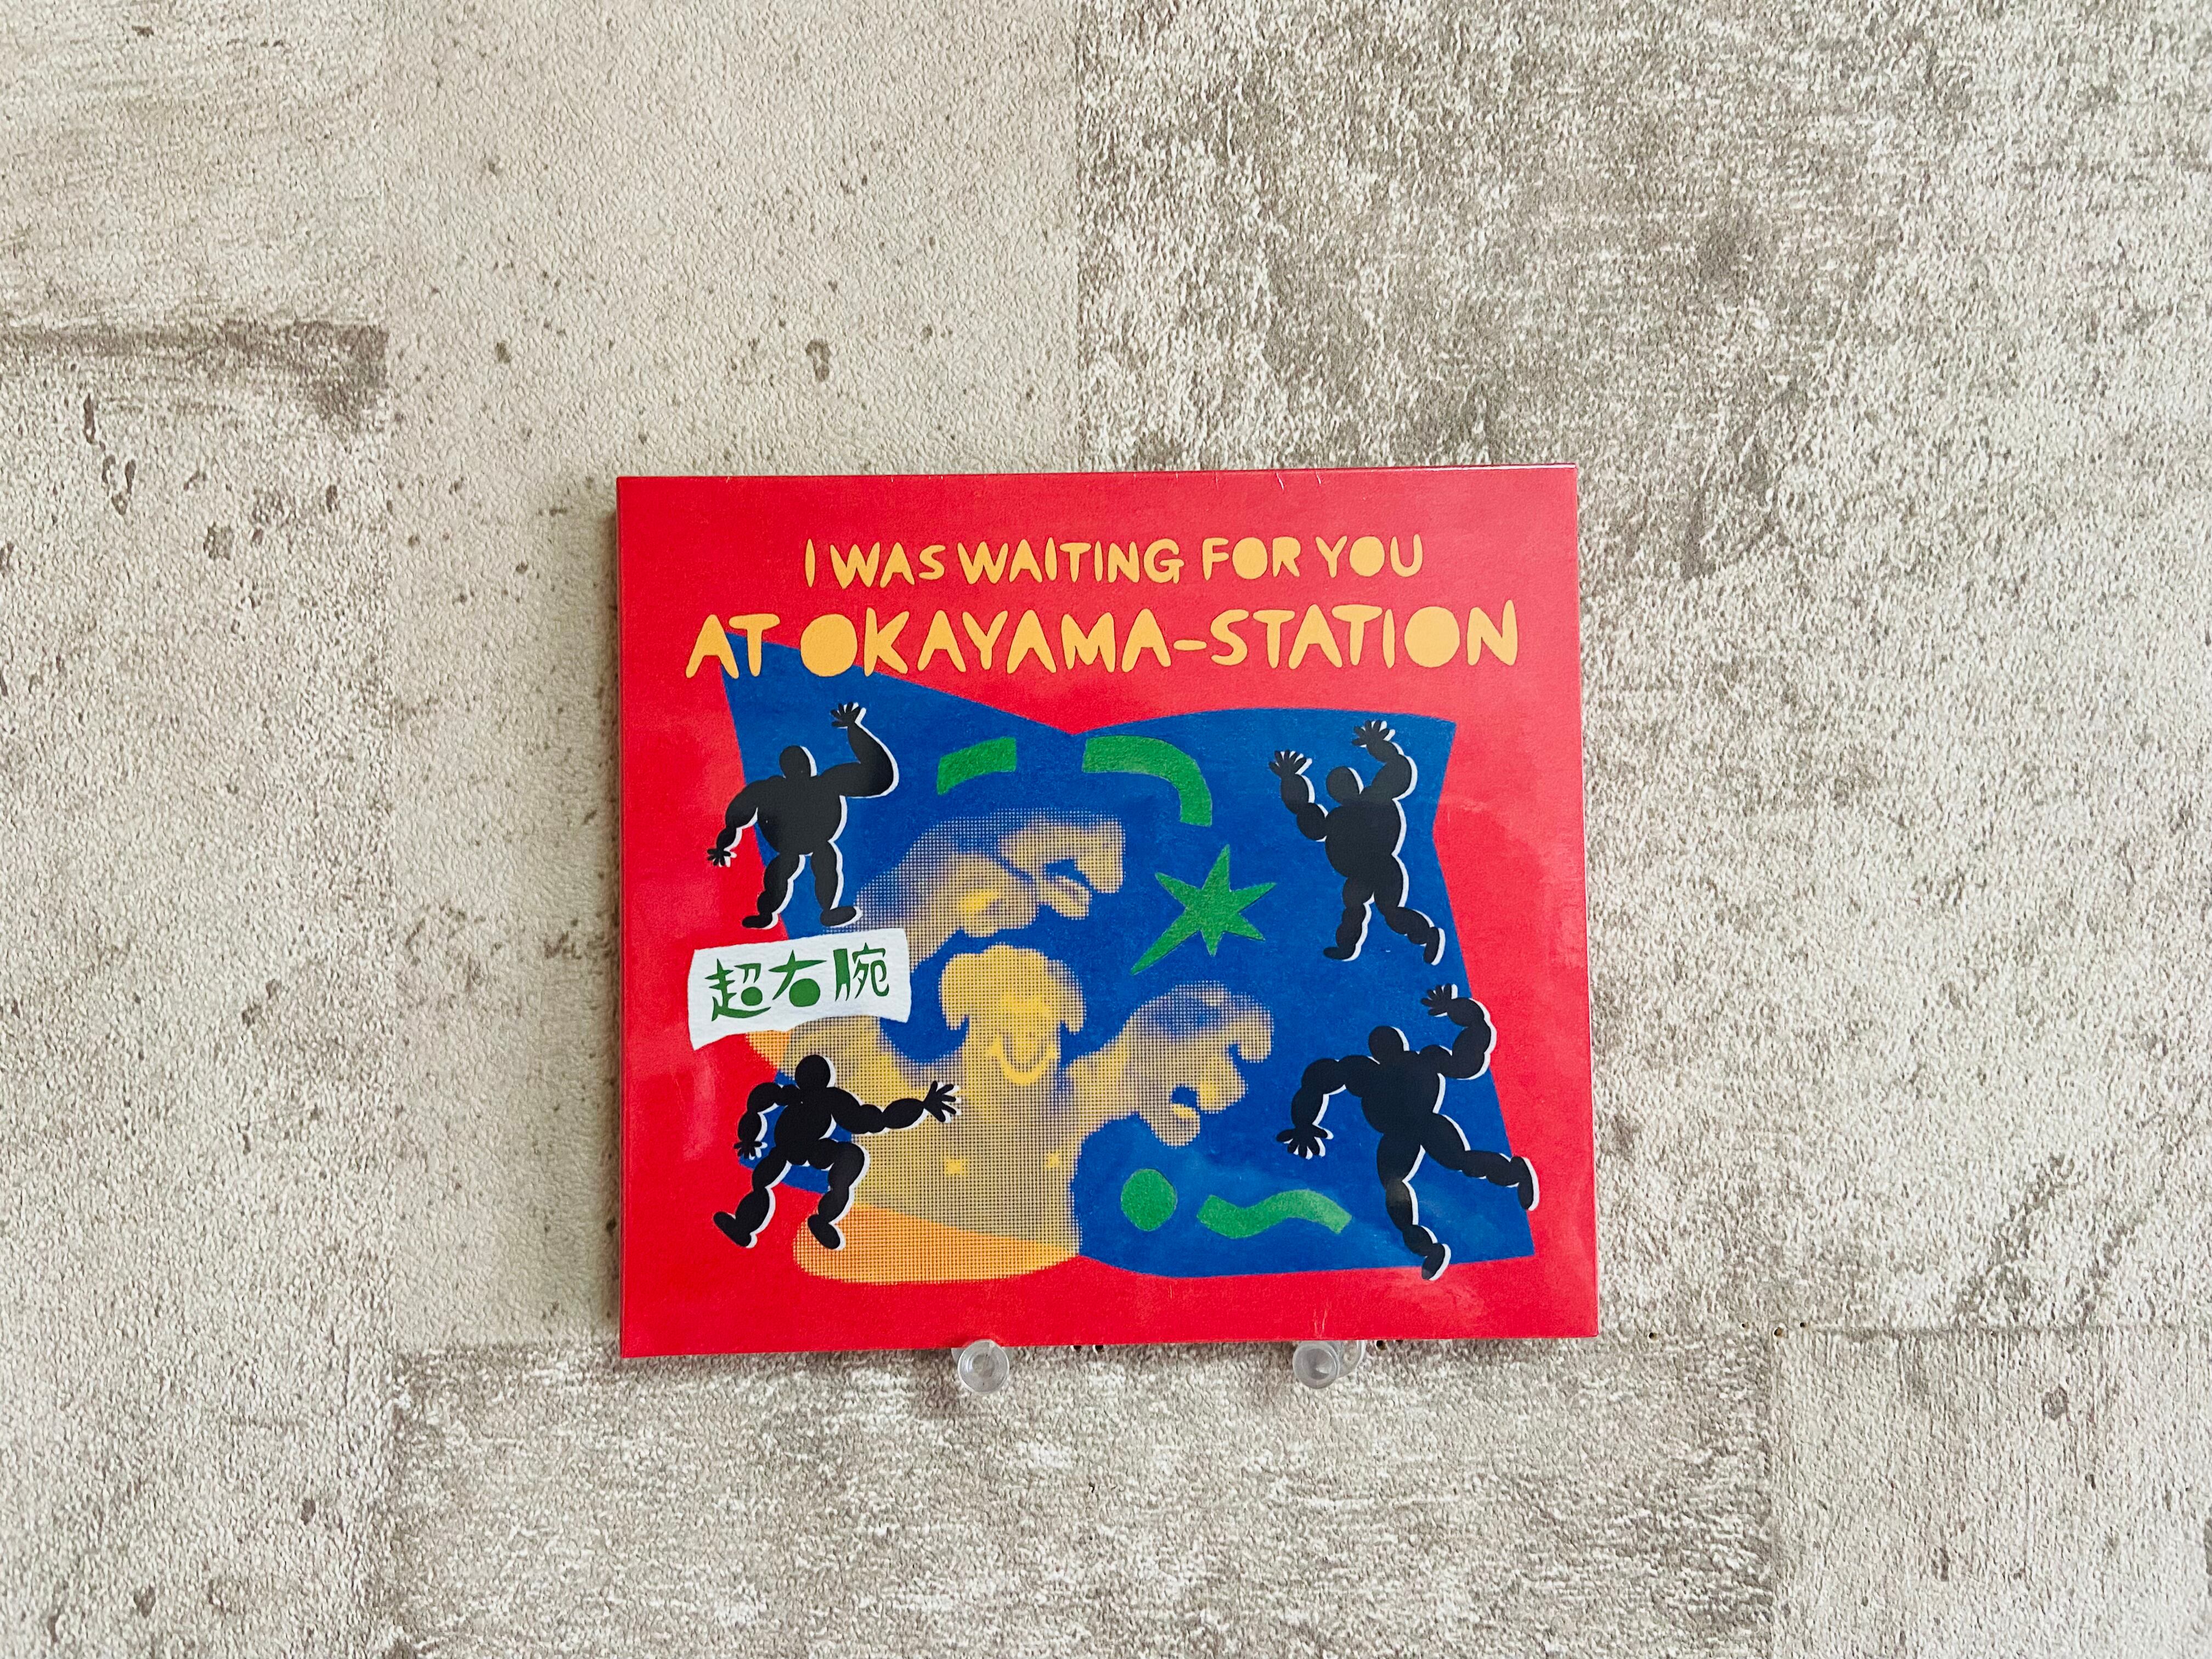 I WAS WAITING FOR YOU
AT OKAYAMA-STATION
超右腕